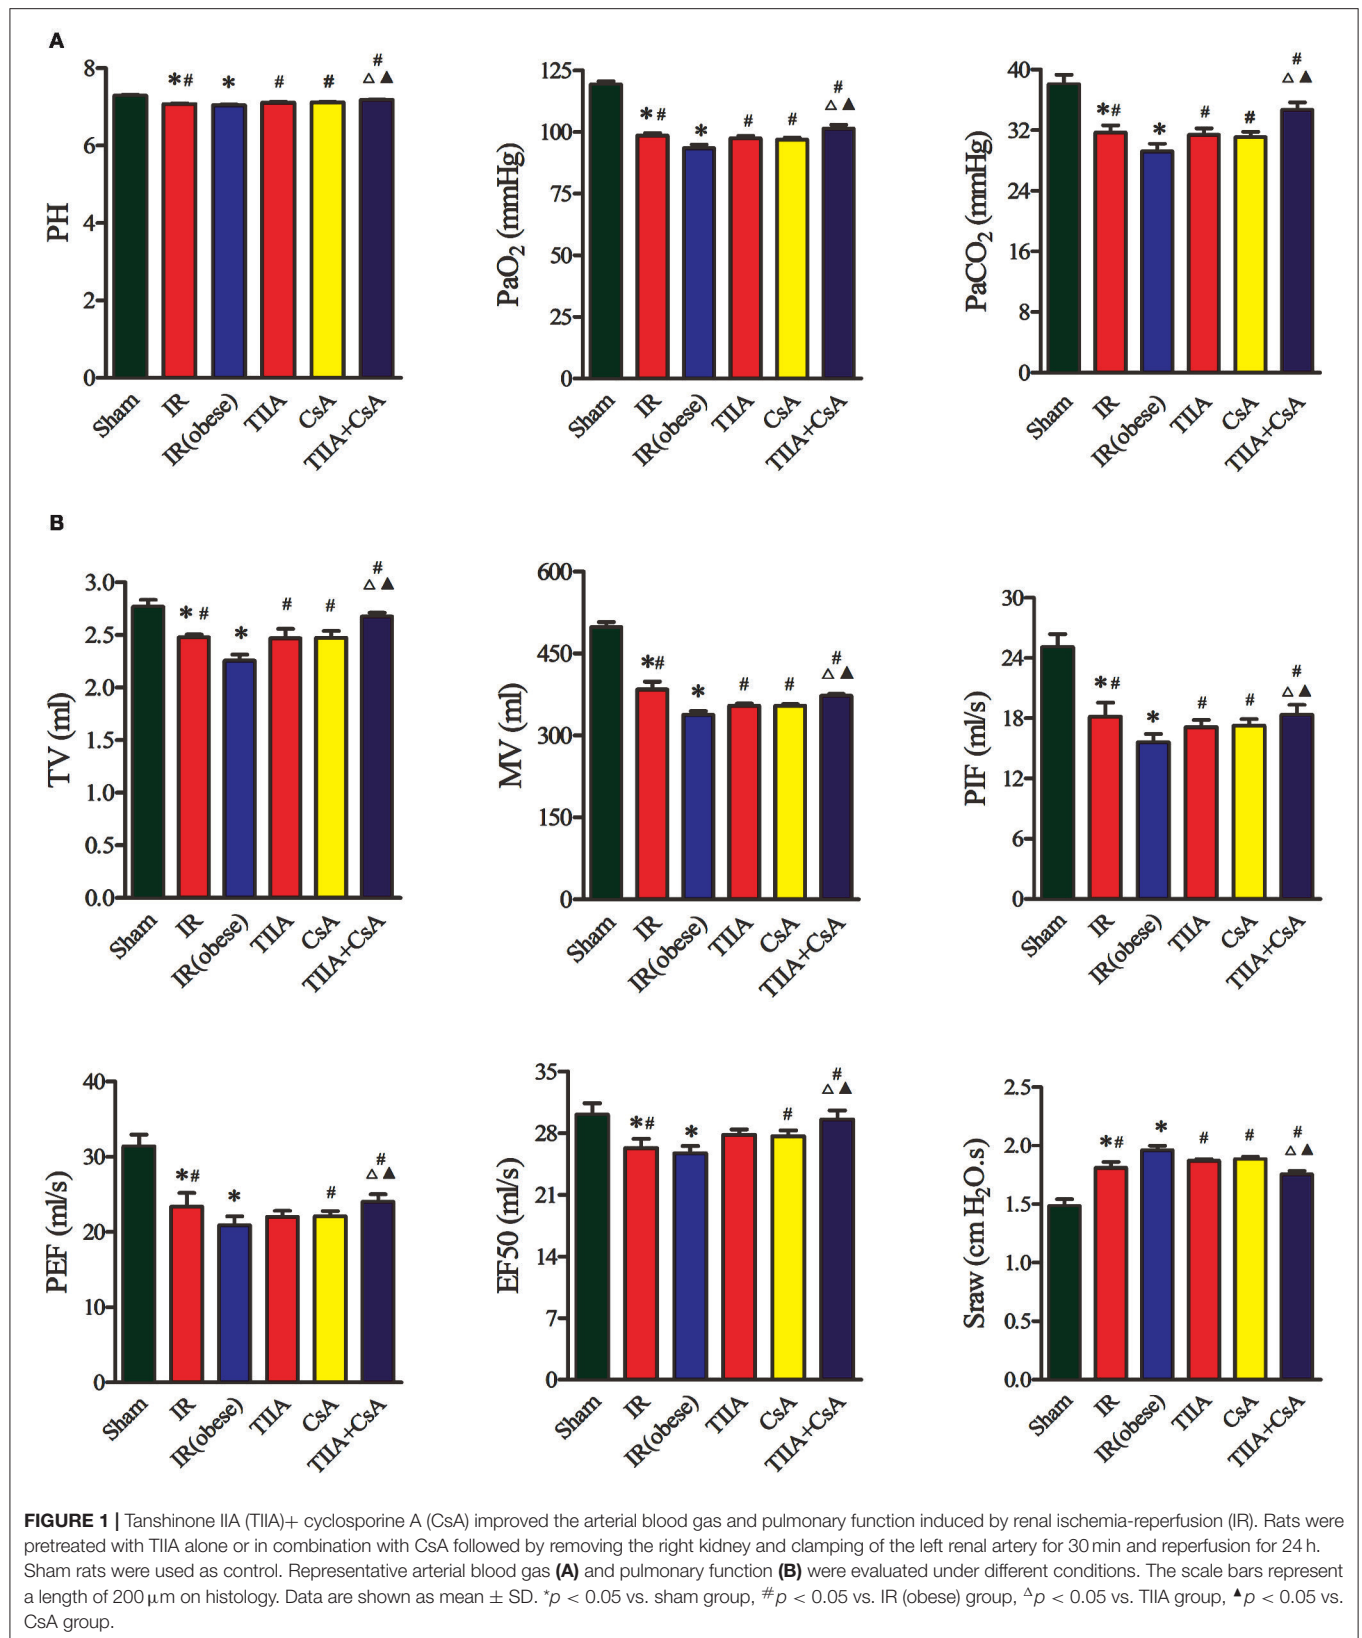 A
8
6
4
2
0
PH
*#
*
#
#
#
△ ▲
Sham
IR
IR(obese)
TIIA
CsA
TIIA+CsA
125
100
75
50
25
0
PaO2 (mmHg)
*#
*
#
#
#
△▲
Sham
IR
IR(obese)
TIIA
CsA
TIIA+CsA
40
32
24
16
8
0
PaCO2 (mmHg)
*#
*
#
#
#
△ ▲
Sham
IR
IR(obese)
TIIA
CsA
TIIA+CsA
B
3.0
2.5
2.0
1.5
1.0
0.5
0.0
TV (ml)
* #
*
#
#
#
△ ▲
Sham
IR
IR(obese)
TIIA
CsA
TIIA+CsA
600
450
300
150
0
MV (ml)
*#
*
#
#
#
△ ▲
Sham
IR
IR(obese)
TIIA
CsA
TIIA+CsA
30
24
18
12
6
0
PIF (ml/s)
*#
*
#
#
#
△ ▲
Sham
IR
IR(obese)
TIIA
CsA
TIIA+CsA
40
30
20
10
0
PEF (ml/s)
*#
*
#
#
△▲
Sham
IR
IR(obese)
TIIA
CsA
TIIA+CsA
35
28
21
14
7
0
EF50 (ml/s)
*#
*
#
#
△ ▲
Sham
IR
IR(obese)
TIIA
CsA
TIIA+CsA
2.5
2.0
1.5
1.0
0.5
0.0
Sraw (cm H2O.s)
*#
*
#
#
#
△ ▲
Sham
IR
IR(obese)
TIIA
CsA
TIIA+CsA
FIGURE 1 | Tanshinone IIA (TIIA)+ cyclosporine A (CsA) improved the arterial blood gas and pulmonary function induced by renal ischemia-reperfusion (IR). Rats were
pretreated with TIIA alone or in combination with CsA followed by removing the right kidney and clamping of the left renal artery for 30 min and reperfusion for 24 h.
Sham rats were used as control. Representative arterial blood gas (A) and pulmonary function (B) were evaluated under different conditions. The scale bars represent
a length of 200 μm on histology. Data are shown as mean ± SD. *p < 0.05 vs. sham group, #p < 0.05 vs. IR (obese) group, △p < 0.05 vs. TIIA group, ▲p < 0.05 vs.
CsA group.